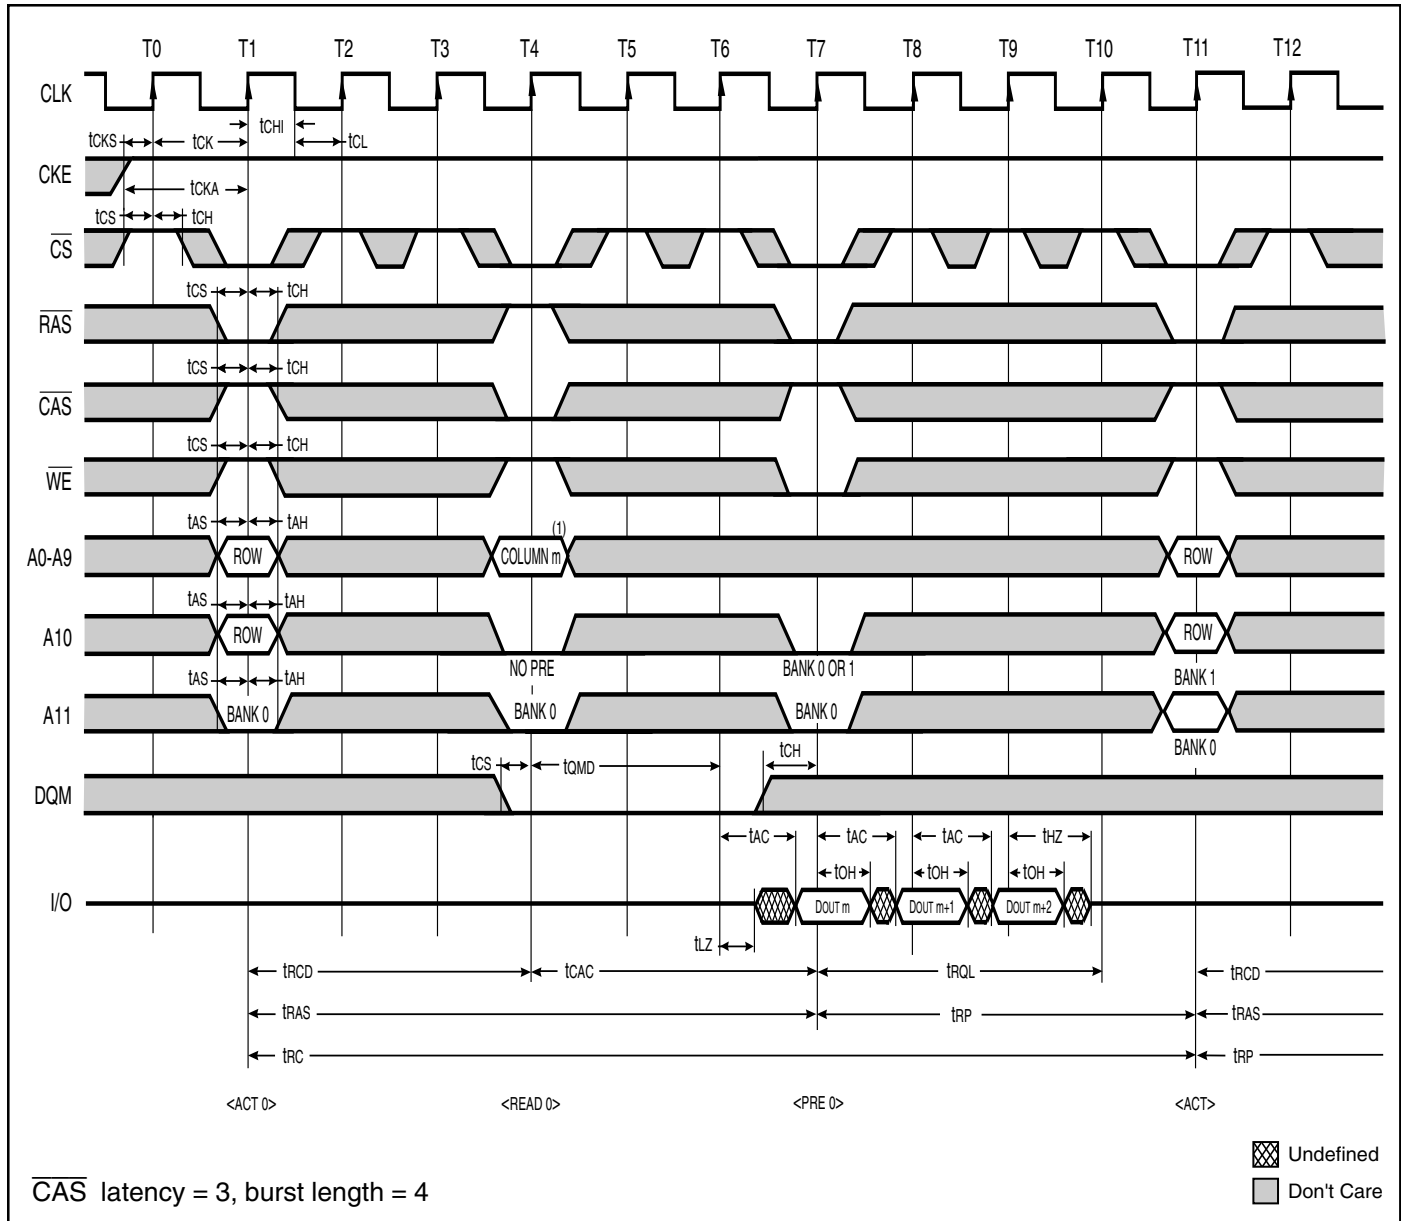 T0 T1 T2 T3 T4 T5 T6 T7 T8 T9 T10 T11 T12
CLK
tCHI
tCKS tCK tCL
CKE
tCKA
tCS tCH
CS
tCS tCH
RAS
tCS tCH
CAS
tCS tCH
WE
tAS tAH (1)
A0-A9 ROW COLUMN m ROW
tAS tAH
A10 ROW ROW
NO PRE BANK 0 OR 1 BANK 1
tAS tAH
A11 BANK 0 BANK 0 BANK 0
BANK 0
tCS tQMD tCH
DQM
tAC tAC tAC tHZ
tOH tOH tOH
I/O DOUT m DOUT m+1 DOUT m+2
tLZ
tRCD tCAC tRQL tRCD
tRAS tRP tRAS
tRC tRP
<ACT 0> <READ 0> <PRE 0> <ACT>
Undefined
CAS latency = 3, burst length = 4 Don't Care